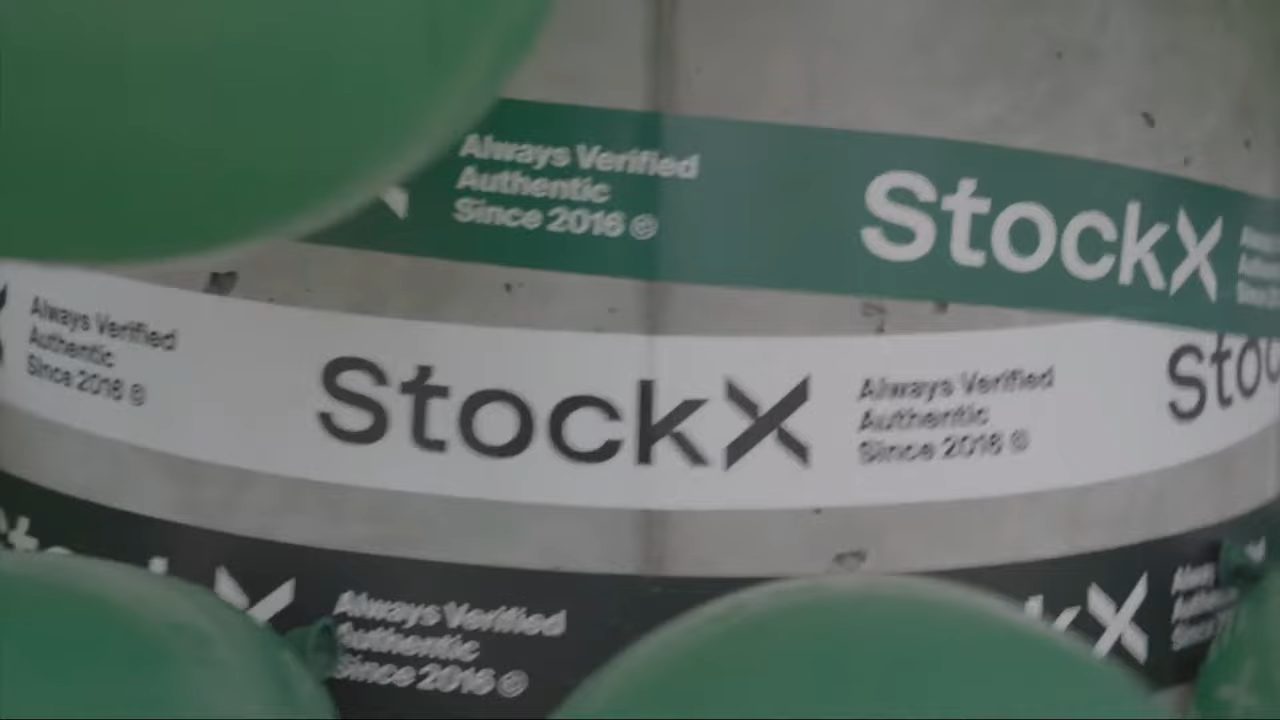 Always Verified
Authentic
Since 2016 ©
StockX
Always Verified
Authentic
Since 2016 ©
StockX
Always Verified
Authentic
Since 2016 ©
Stoc
X
Always Verified
Authentic
Since 2016 ©
kX